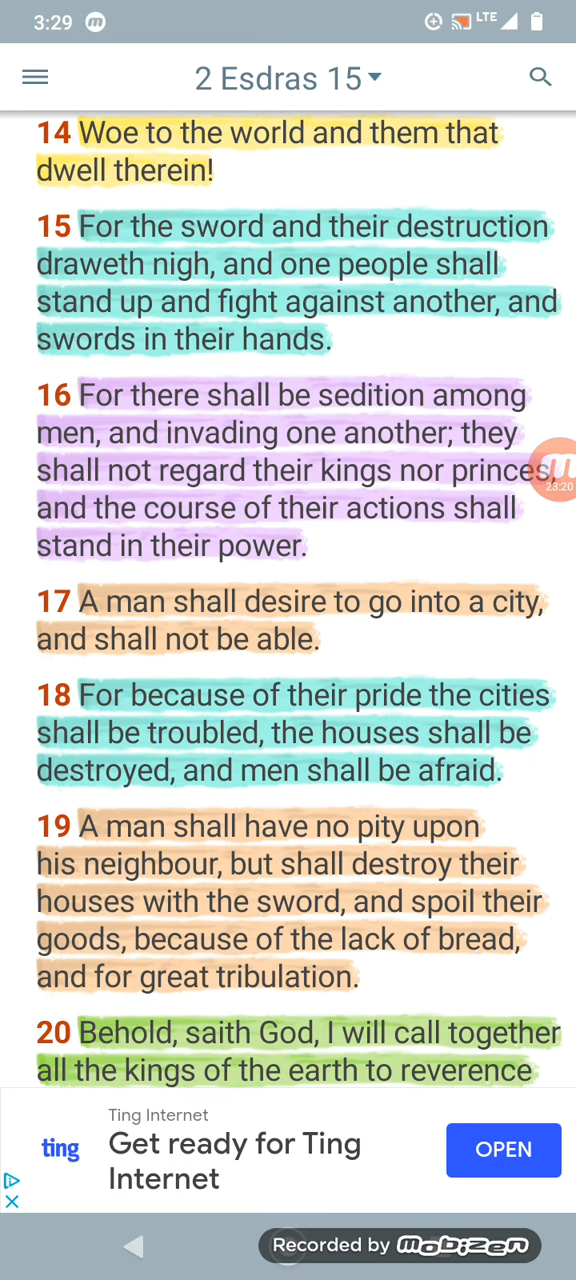 3:29
LTE
2 Esdras 15
14 Woe to the world and them that
dwell therein!
15 For the sword and their destruction
draweth nigh, and one people shall
stand up and fight against another, and
swords in their hands.
16 For there shall be sedition among
men, and invading one another; they
shall not regard their kings nor princes,
23:20
and the course of their actions shall
stand in their power.
17 A man shall desire to go into a city,
and shall not be able.
18 For because of their pride the cities
shall be troubled, the houses shall be
destroyed, and men shall be afraid.
19 A man shall have no pity upon
his neighbour, but shall destroy their
houses with the sword, and spoil their
goods, because of the lack of bread,
and for great tribulation.
20 Behold, saith God, I will call together
all the kings of the earth to reverence
Ting Internet
ting
Get ready for Ting
Internet
OPEN
Recorded by mobizen